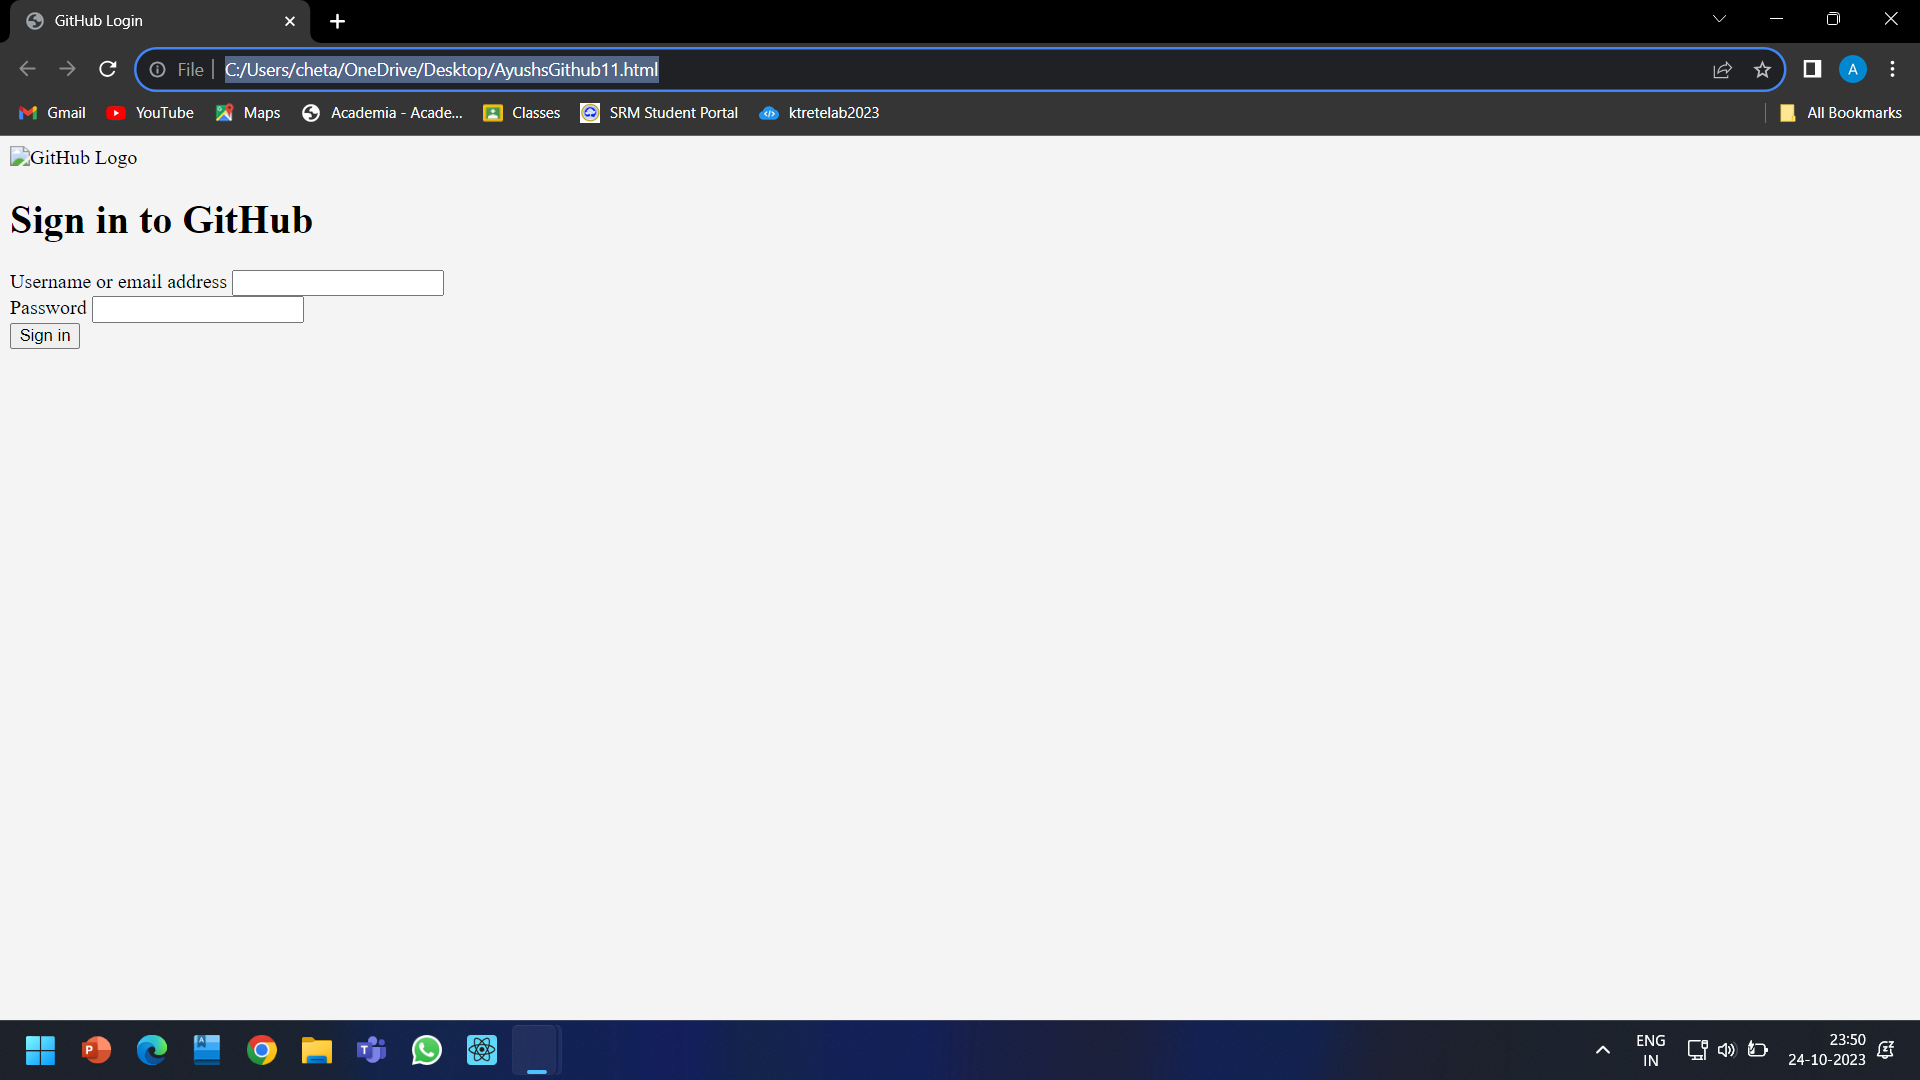 GitHub Login
File
C:/Users/cheta/OneDrive/Desktop/AyushsGithub11.html
A
Gmail
YouTube
Maps
Academia - Acade...
Classes
SRM Student Portal
ktretelab2023
All Bookmarks
GitHub Logo
Sign in to GitHub
Username or email address
Password
Sign in
ENG
IN
23:50
24-10-2023